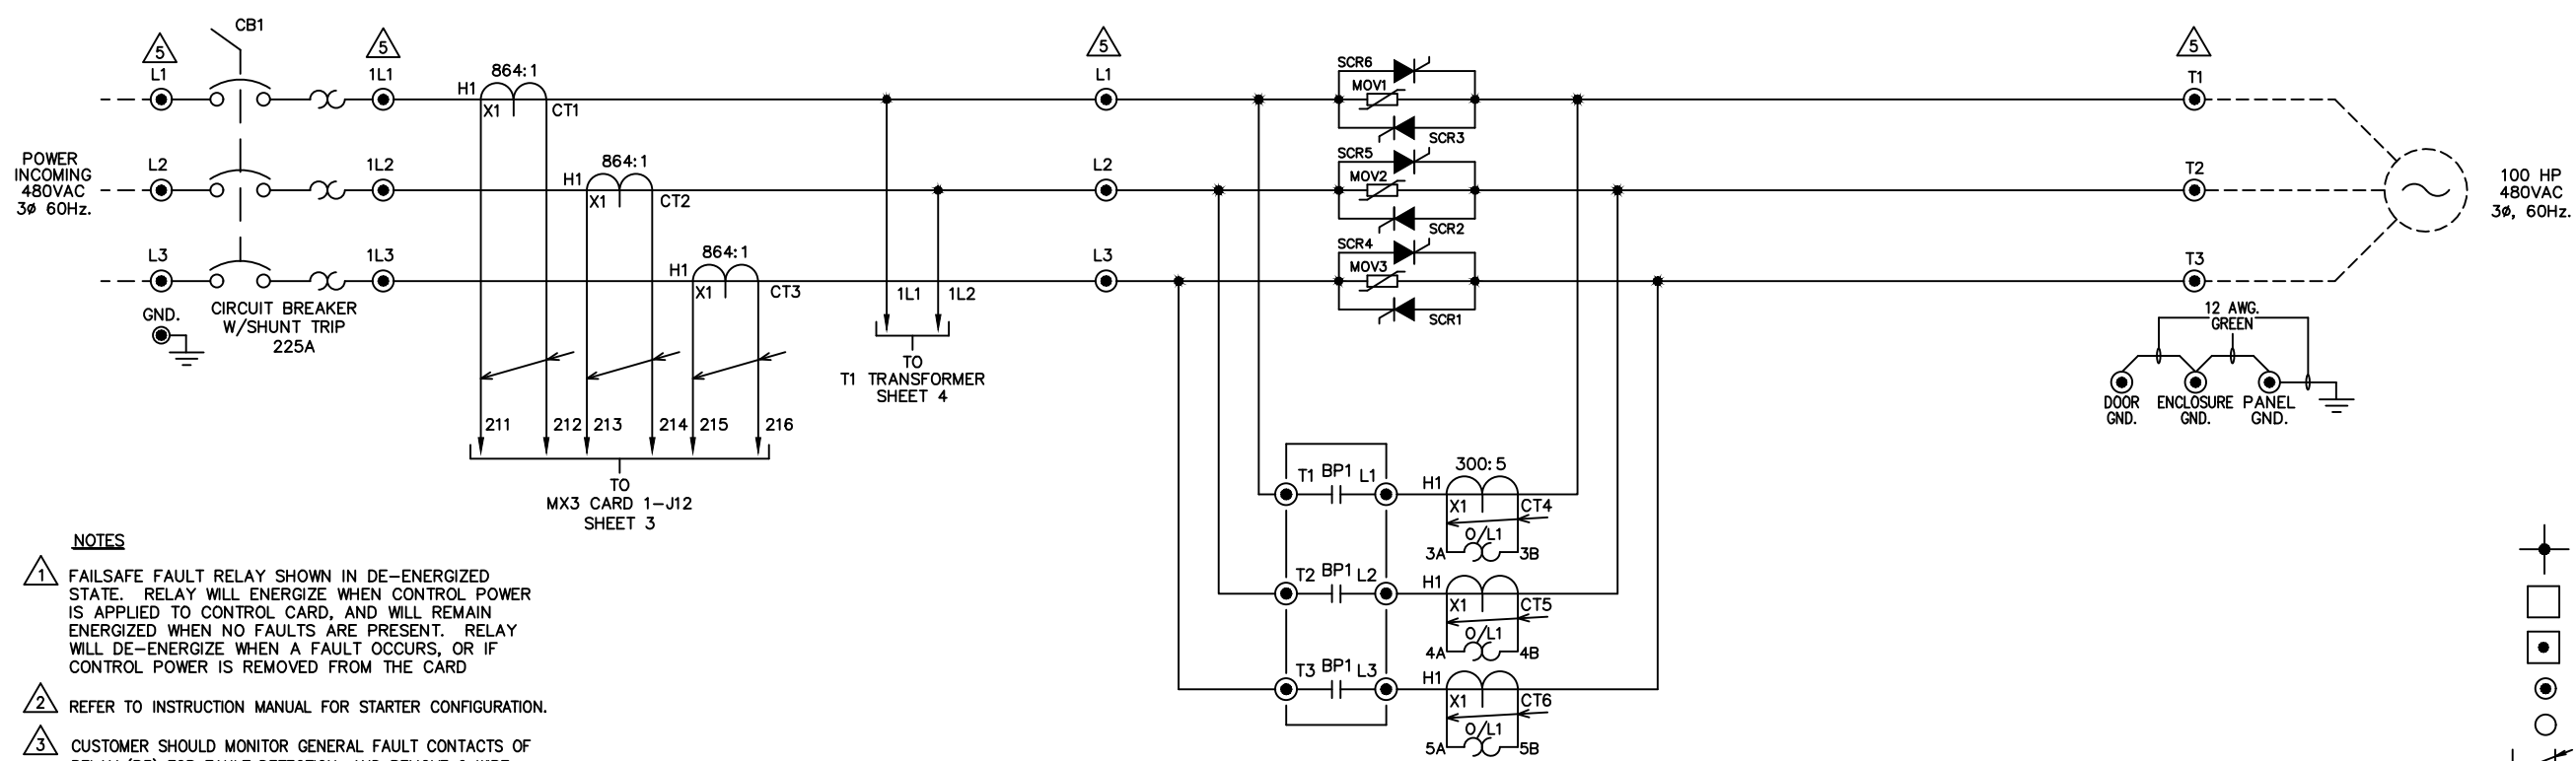 CB1
5
5
5
5
L1
1L1
H1
864:1
X1
CT1
L1
SCR6
MOV1
SCR3
T1
POWER
INCOMING
480VAC
3ø 60Hz.
L2
1L2
H1
864:1
X1
CT2
L2
SCR5
MOV2
SCR2
T2
100 HP
480VAC
3ø, 60Hz.
L3
1L3
H1
864:1
X1
CT3
1L1
1L2
L3
SCR4
MOV3
SCR1
T3
GND.
CIRCUIT BREAKER
W/SHUNT TRIP
225A
12 AWG.
GREEN
TO
T1 TRANSFORMER
SHEET 4
DOOR
GND.
ENCLOSURE
GND.
PANEL
GND.
211
212
213
214
215
216
TO
MX3 CARD 1-J12
SHEET 3
T1
BP1
L1
H1
300:5
X1
CT4
O/L1
3A
3B
T2
BP1
L2
H1
X1
CT5
O/L1
4A
4B
T3
BP1
L3
H1
X1
CT6
O/L1
5A
5B
NOTES
1
FAILSAFE FAULT RELAY SHOWN IN DE-ENERGIZED
STATE. RELAY WILL ENERGIZE WHEN CONTROL POWER
IS APPLIED TO CONTROL CARD, AND WILL REMAIN
ENERGIZED WHEN NO FAULTS ARE PRESENT. RELAY
WILL DE-ENERGIZE WHEN A FAULT OCCURS, OR IF
CONTROL POWER IS REMOVED FROM THE CARD
2
REFER TO INSTRUCTION MANUAL FOR STARTER CONFIGURATION.
3
CUSTOMER SHOULD MONITOR GENERAL FAULT CONTACTS OF